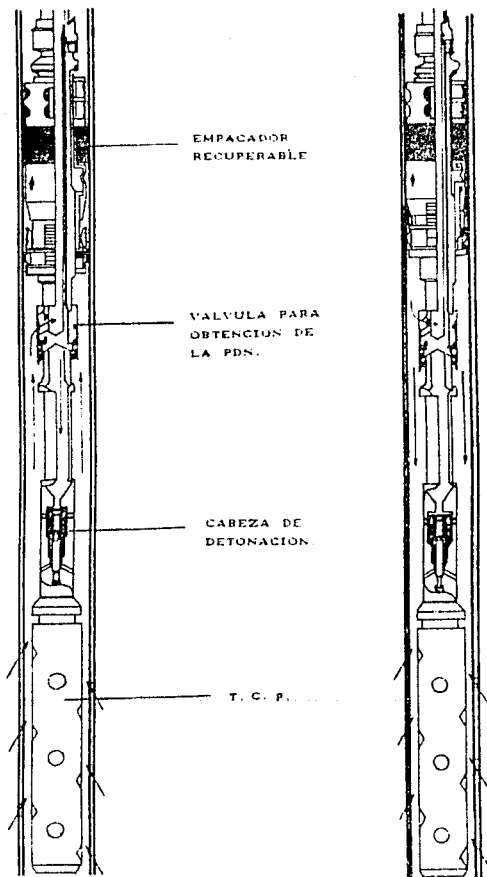 EMPACADOR
RECUPERABLE
VALVULA PARA
OBTENCION DE
LA PDN.
CABEZA DE
DETONACION.
T. C. P.